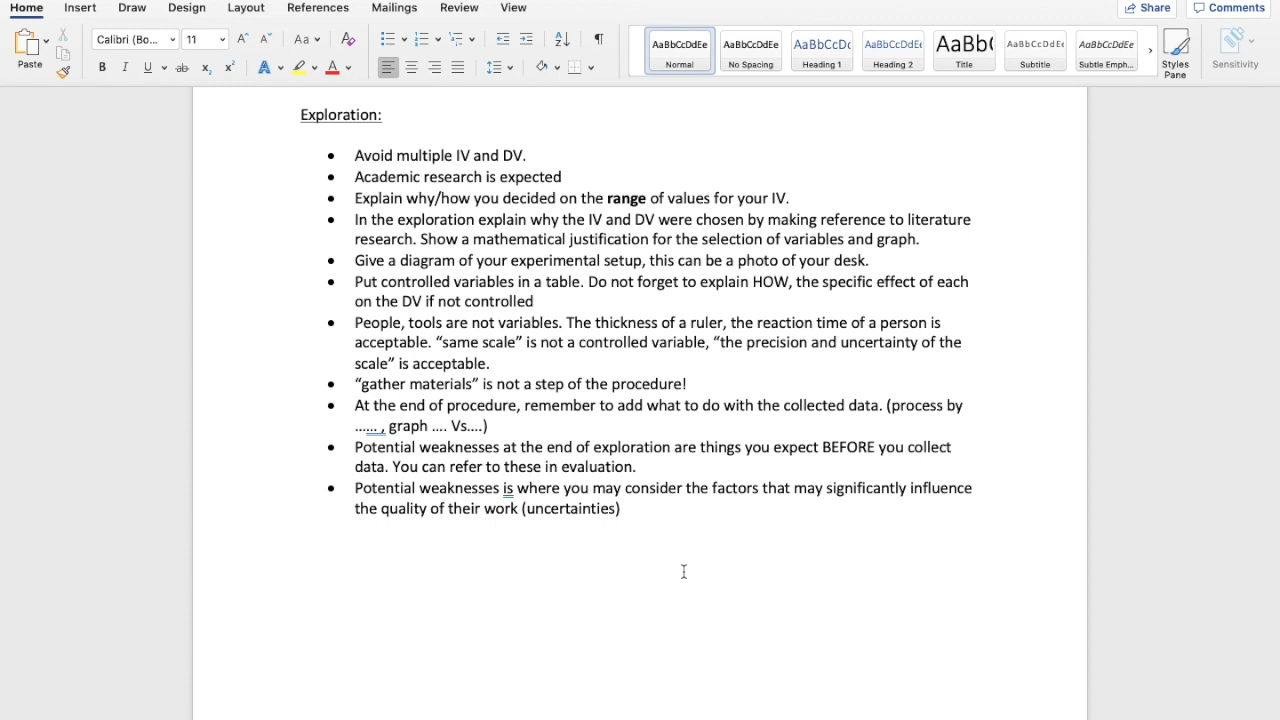 Home Insert Draw Design Layout References Mailings Review View Share Comments
Paste Calibri (Bo... 11 Aa
AaBbCcDdEe AaBbCcDdEe AaBbCcDc AaBbCcDdEe AaBb( AaBbCcDdEe AaBbCcDdEe
Normal No Spacing Heading 1 Heading 2 Title Subtitle Subtle Emph... Styles Pane Sensitivity
Exploration:
• Avoid multiple IV and DV.
• Academic research is expected
• Explain why/how you decided on the range of values for your IV.
• In the exploration explain why the IV and DV were chosen by making reference to literature
research. Show a mathematical justification for the selection of variables and graph.
• Give a diagram of your experimental setup, this can be a photo of your desk.
• Put controlled variables in a table. Do not forget to explain HOW, the specific effect of each
on the DV if not controlled
• People, tools are not variables. The thickness of a ruler, the reaction time of a person is
acceptable. “same scale” is not a controlled variable, “the precision and uncertainty of the
scale” is acceptable.
• “gather materials” is not a step of the procedure!
• At the end of procedure, remember to add what to do with the collected data. (process by
...... , graph .... Vs....)
• Potential weaknesses at the end of exploration are things you expect BEFORE you collect
data. You can refer to these in evaluation.
• Potential weaknesses is where you may consider the factors that may significantly influence
the quality of their work (uncertainties)